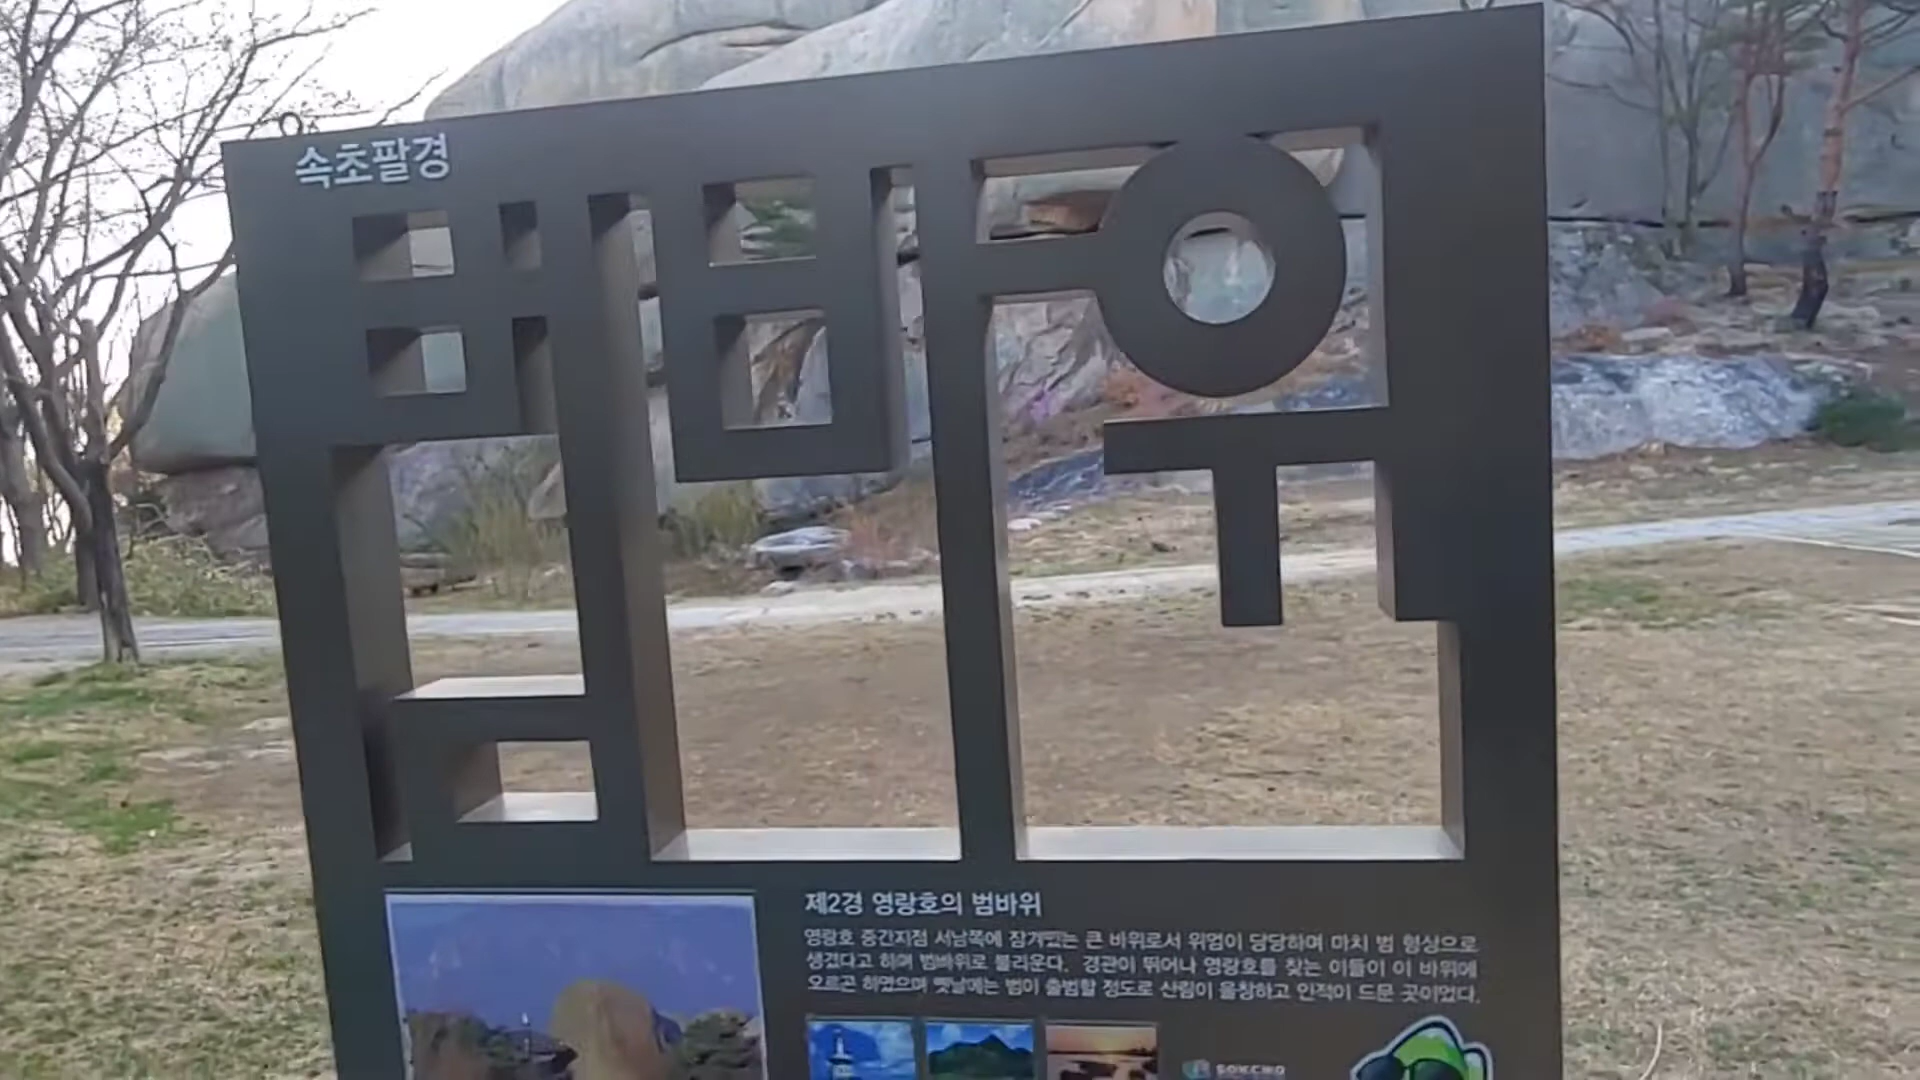 속초팔경
범바위
제2경 영랑호의 범바위
영랑호 중간지점 서남쪽에 잠겨있는 큰 바위로서 위엄이 당당하며 마치 범 형상으로
생겼다고 하여 범바위로 불리운다. 경관이 뛰어나 영랑호를 찾는 이들이 이 바위에
오르곤 하였으며 옛날에는 범이 출범할 정도로 산림이 울창하고 인적이 드문 곳이었다.
SOKCHO